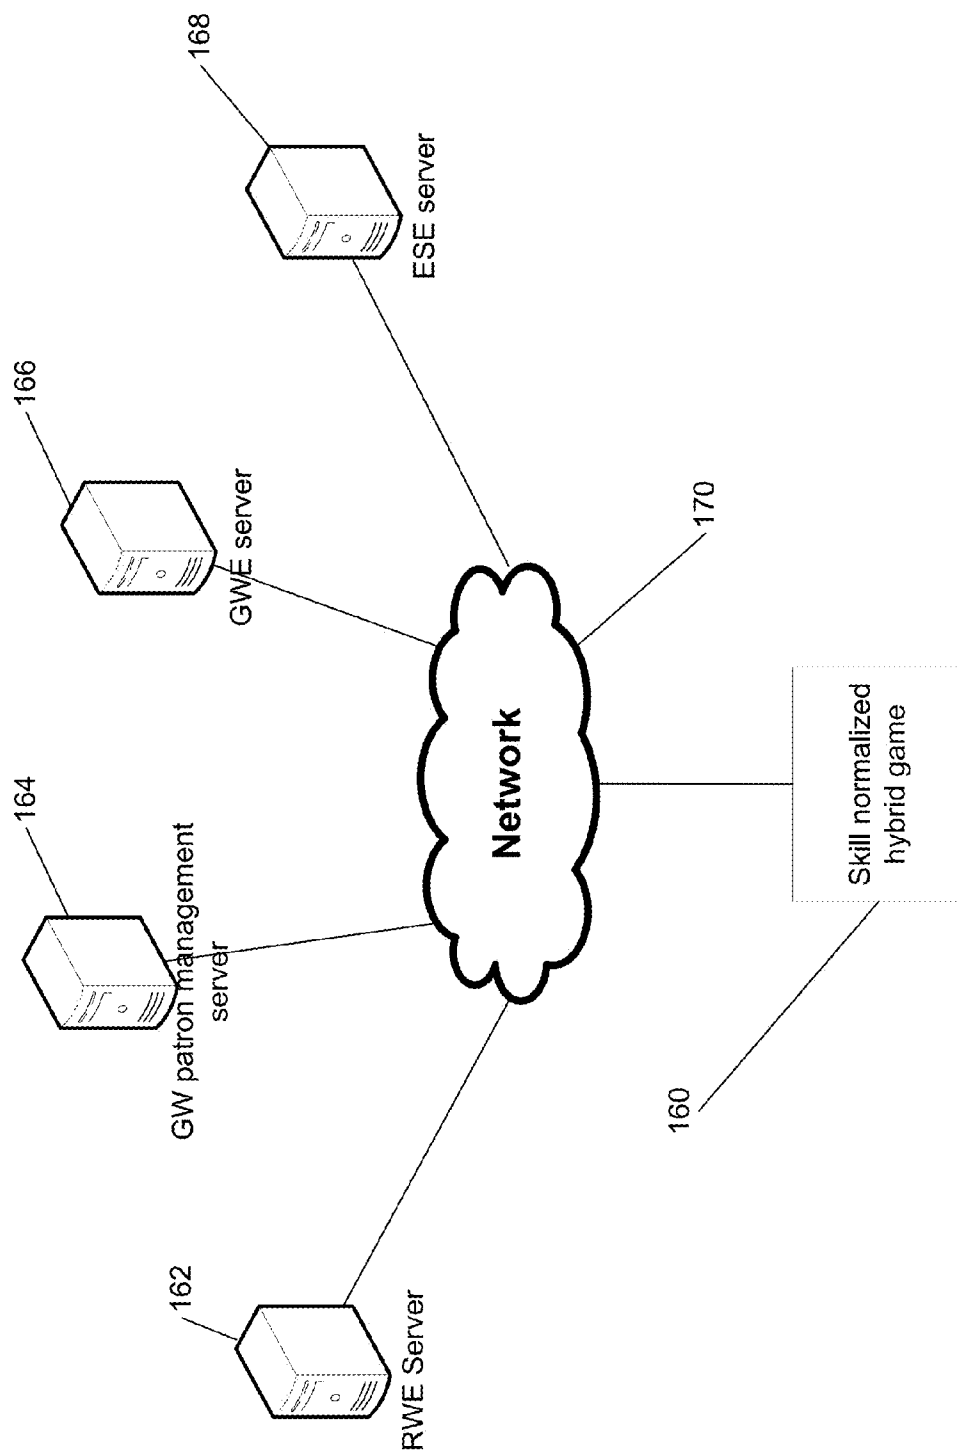 162
RWE Server
164
GW patron management
server
166
GWE server
168
ESE server
Network
170
160
Skill normalized
hybrid game